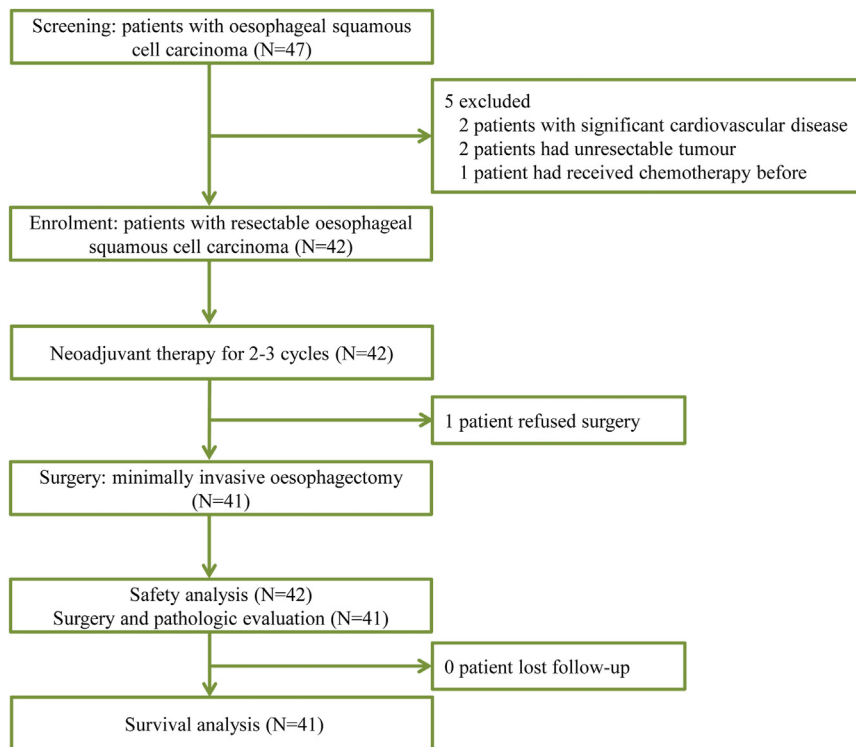 Screening: patients with oesophageal squamous
cell carcinoma (N=47)
5 excluded
2 patients with significant cardiovascular disease
2 patients had unresectable tumour
1 patient had received chemotherapy before
Enrolment: patients with resectable oesophageal
squamous cell carcinoma (N=42)
Neoadjuvant therapy for 2-3 cycles (N=42)
1 patient refused surgery
Surgery: minimally invasive oesophagectomy
(N=41)
Safety analysis (N=42)
Surgery and pathologic evaluation (N=41)
0 patient lost follow-up
Survival analysis (N=41)